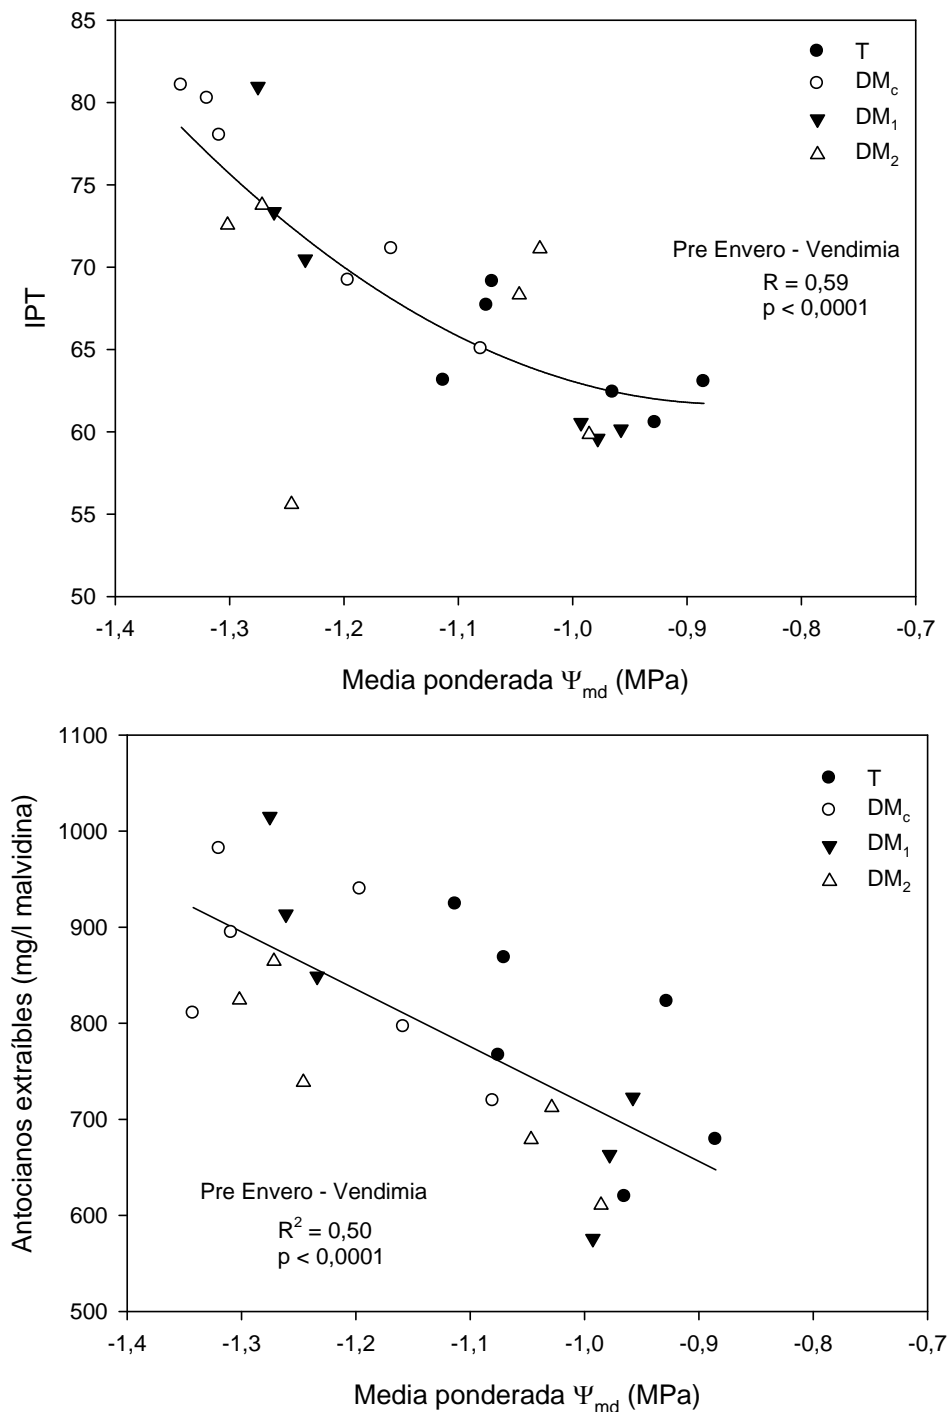 85
80
75
70
65
60
55
50
IPT
T
DMc
DM1
DM2
Pre Envero - Vendimia
R = 0,59
p < 0,0001
-1,4 -1,3 -1,2 -1,1 -1,0 -0,9 -0,8 -0,7
Media ponderada Ψmd (MPa)
1100
1000
900
800
700
600
500
Antocianos extraíbles (mg/l malvidina)
T
DMc
DM1
DM2
Pre Envero - Vendimia
R² = 0,50
p < 0,0001
-1,4 -1,3 -1,2 -1,1 -1,0 -0,9 -0,8 -0,7
Media ponderada Ψmd (MPa)